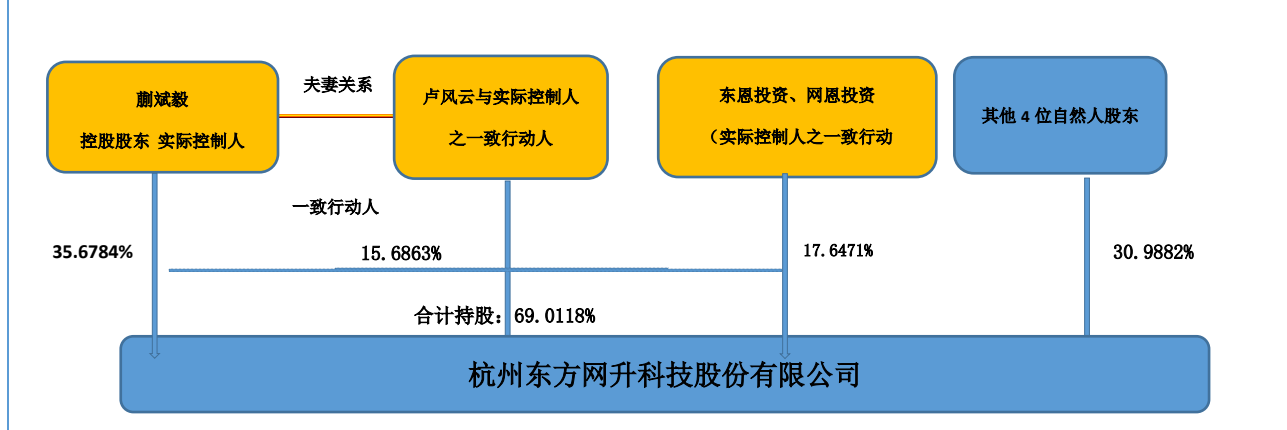 夫妻关系
蒯斌毅
控股股东 实际控制人
卢风云与实际控制人
之一致行动人
东恩投资、网恩投资
（实际控制人之一致行动
其他 4 位自然人股东
一致行动人
35.6784%
15.6863%
17.6471%
30.9882%
合计持股：69.0118%
杭州东方网升科技股份有限公司